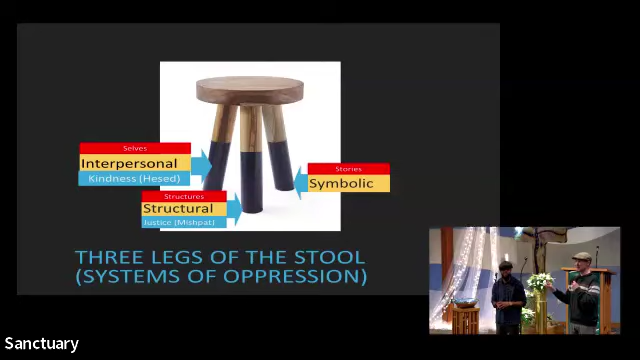 Selves
Interpersonal
Kindness (Hesed)
Stories
Symbolic
Structures
Structural
Justice (Mishpat)
THREE LEGS OF THE STOOL
(SYSTEMS OF OPPRESSION)
Sanctuary